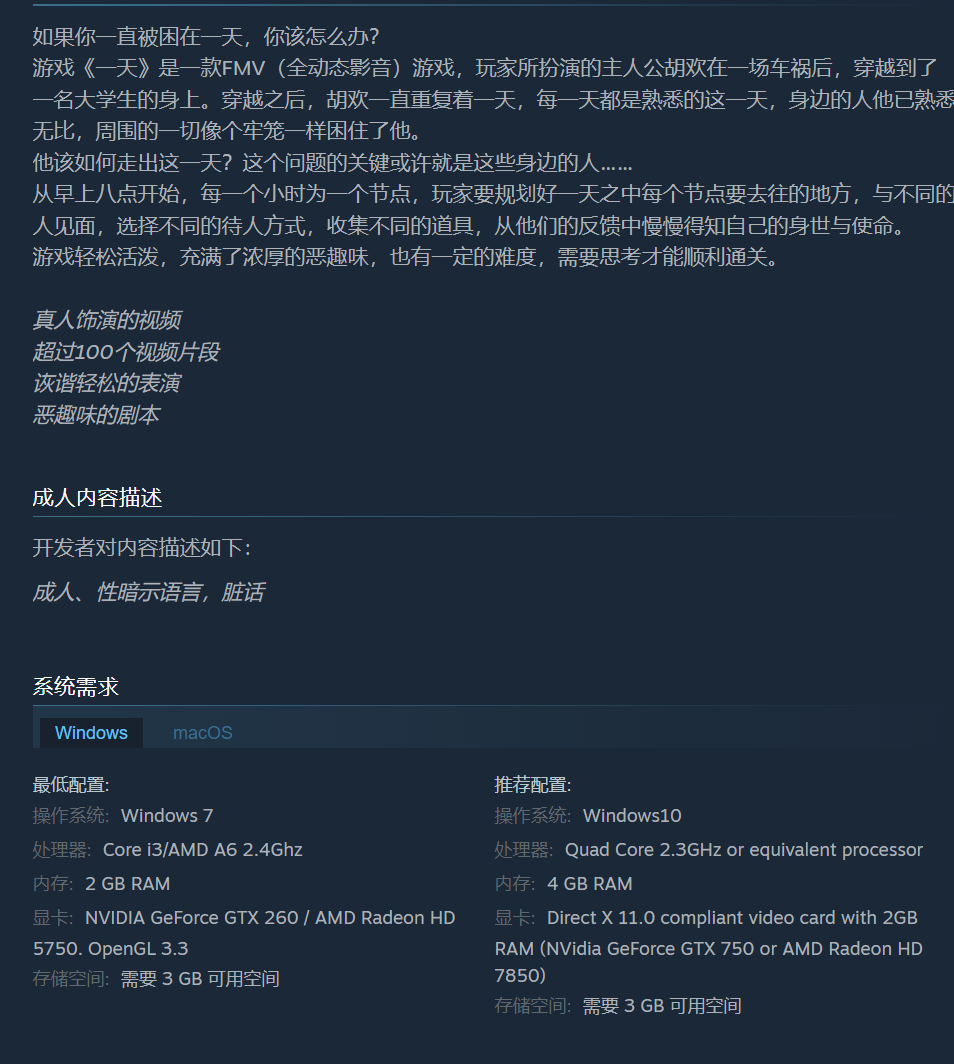 如果你一直被困在一天，你该怎么办?
游戏《一天》是一款FMV（全动态影音）游戏，玩家所扮演的主人公胡欢在一场车祸后，穿越到了
一名大学生的身上。穿越之后，胡欢一直重复着一天，每一天都是熟悉的这一天，身边的人他已熟悉
无比，周围的一切像个牢笼一样困住了他。
他该如何走出这一天？这个问题的关键或许就是这些身边的人……
从早上八点开始，每一个小时为一个节点，玩家要规划好一天之中每个节点要去往的地方，与不同的
人见面，选择不同的待人方式，收集不同的道具，从他们的反馈中慢慢得知自己的身世与使命。
游戏轻松活泼，充满了浓厚的恶趣味，也有一定的难度，需要思考才能顺利通关。
真人饰演的视频
超过100个视频片段
诙谐轻松的表演
恶趣味的剧本
成人内容描述
开发者对内容描述如下：
成人、性暗示语言，脏话
系统需求
Windows macOS
最低配置:
操作系统: Windows 7
处理器: Core i3/AMD A6 2.4Ghz
内存: 2 GB RAM
显卡: NVIDIA GeForce GTX 260 / AMD Radeon HD
5750. OpenGL 3.3
存储空间: 需要 3 GB 可用空间
推荐配置:
操作系统: Windows10
处理器: Quad Core 2.3GHz or equivalent processor
内存: 4 GB RAM
显卡: Direct X 11.0 compliant video card with 2GB
RAM (NVidia GeForce GTX 750 or AMD Radeon HD
7850)
存储空间: 需要 3 GB 可用空间